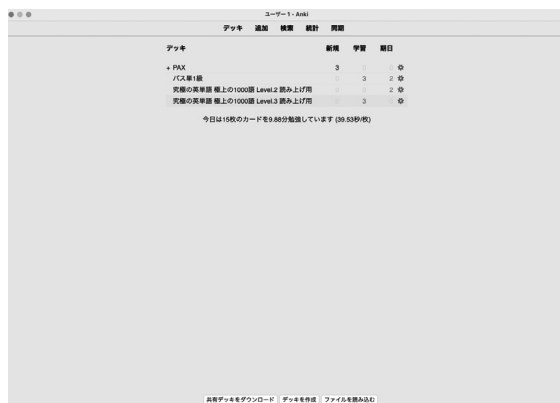 ユーザー 1 - Anki
デッキ 追加 検索 統計 同期
デッキ 新規 学習 期日
+ PAX 3 0 0
パス単1級 0 3 2
究極の英単語 極上の1000語 Level.2 読み上げ用 0 0 2
究極の英単語 極上の1000語 Level.3 読み上げ用 0 3 0
今日は15枚のカードを9.88分勉強しています (39.53秒/枚)
共有デッキをダウンロード デッキを作成 ファイルを読み込む